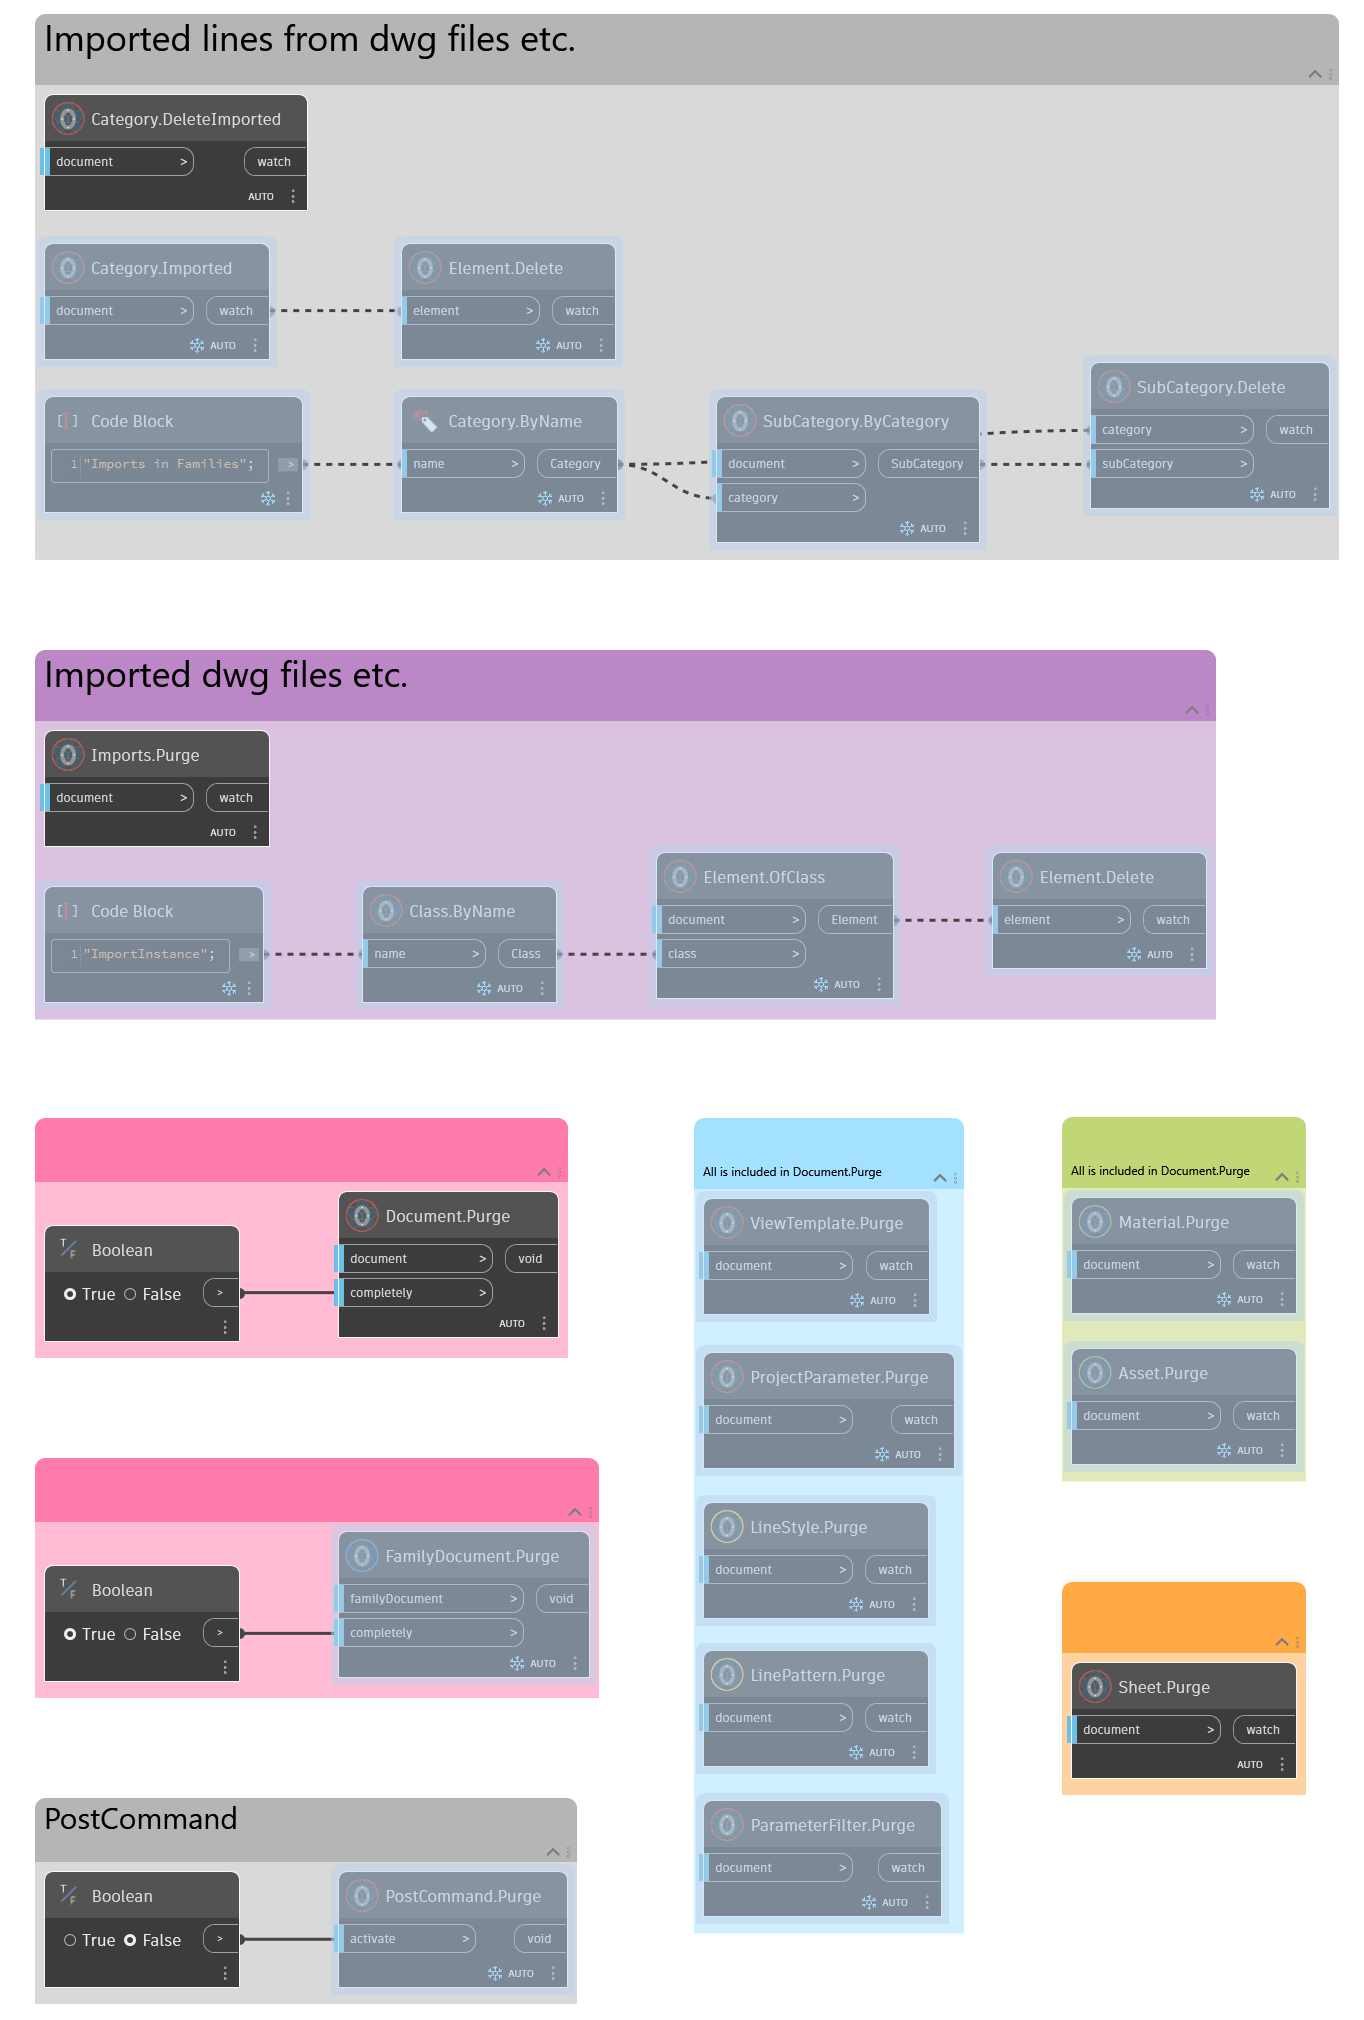 Imported lines from dwg files etc.
Category.DeleteImported
document > watch
AUTO
Category.Imported
document > watch
AUTO
Element.Delete
element > watch
AUTO
Code Block
1 "Imports in Families"; >
Category.ByName
name > Category
AUTO
SubCategory.ByCategory
document > SubCategory
category >
AUTO
SubCategory.Delete
category > watch
subCategory >
AUTO
Imported dwg files etc.
Imports.Purge
document > watch
AUTO
Code Block
1 "ImportInstance"; >
Class.ByName
name > Class
AUTO
Element.OfClass
document > Element
class >
AUTO
Element.Delete
element > watch
AUTO
T/F Boolean
True False >
Document.Purge
document > void
completely >
AUTO
T/F Boolean
True False >
FamilyDocument.Purge
familyDocument > void
completely >
AUTO
PostCommand
T/F Boolean
True False >
PostCommand.Purge
activate > void
AUTO
All is included in Document.Purge
ViewTemplate.Purge
document > watch
AUTO
ProjectParameter.Purge
document > watch
AUTO
LineStyle.Purge
document > watch
AUTO
LinePattern.Purge
document > watch
AUTO
ParameterFilter.Purge
document > watch
AUTO
All is included in Document.Purge
Material.Purge
document > watch
AUTO
Asset.Purge
document > watch
AUTO
Sheet.Purge
document > watch
AUTO